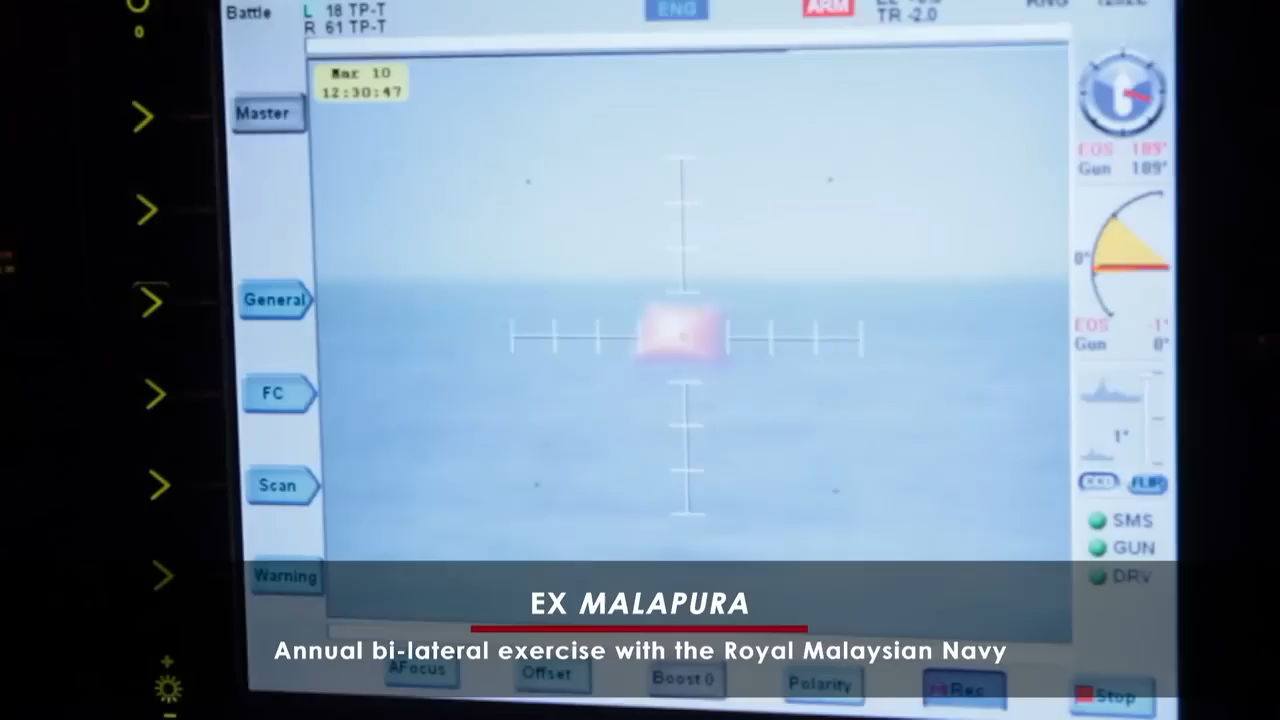 Battle
L 18 TP-T
R 61 TP-T
ENG
ARM
TR -2.0
Mar 10
12:30:47
Master
EOS 189°
Gun 189°
0°
General
EOS -1°
Gun 0°
FC
1°
Scan
CCD
FLIR
SMS
GUN
DRV
Warning
EX MALAPURA
Annual bi-lateral exercise with the Royal Malaysian Navy
AFocus
Offset
Boost 0
Polarity
Rec
Stop